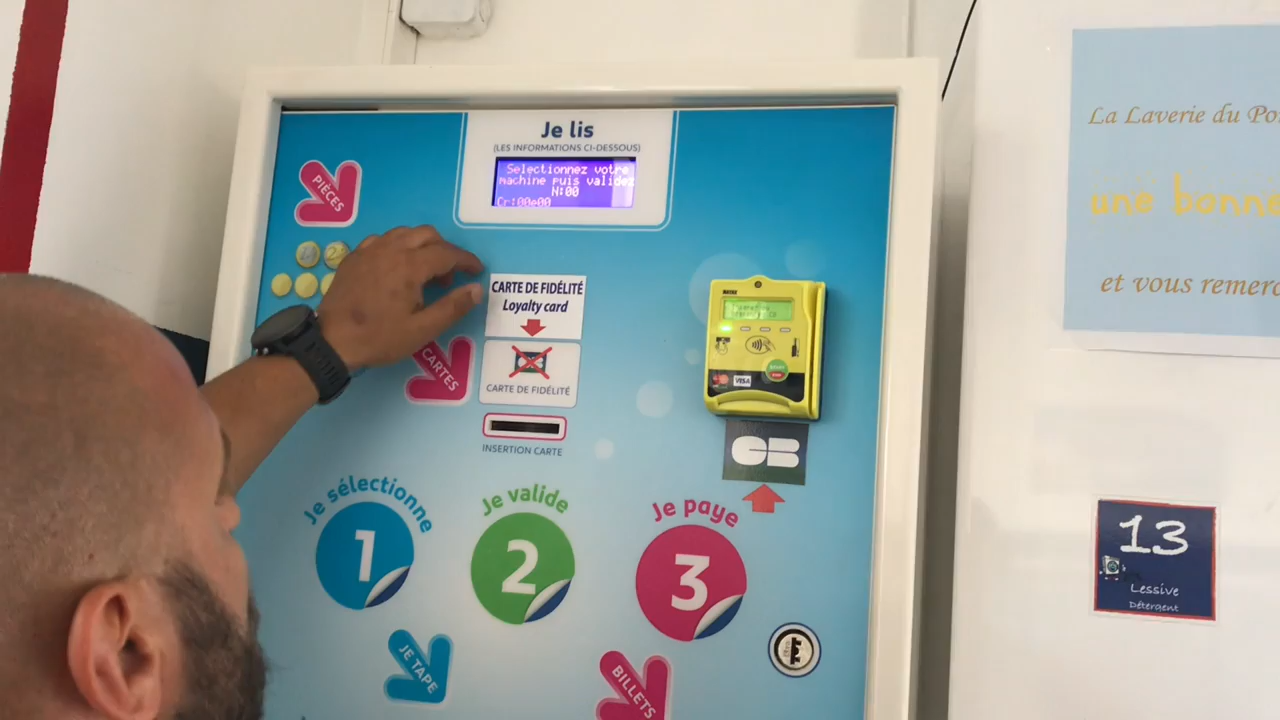 Je lis
(LES INFORMATIONS CI-DESSOUS)
Selectionnez votre
machine puis validez
N:00
Cr:00e00
PIÈCES
CARTE DE FIDÉLITÉ
Loyalty card
CARTES
CARTE DE FIDÉLITÉ
INSERTION CARTE
VISA
CB
Je sélectionne
1
Je valide
2
Je paye
3
JE TAPE
BILLETS
La Laverie du
une bonne
et vous
13
Lessive
Détergent